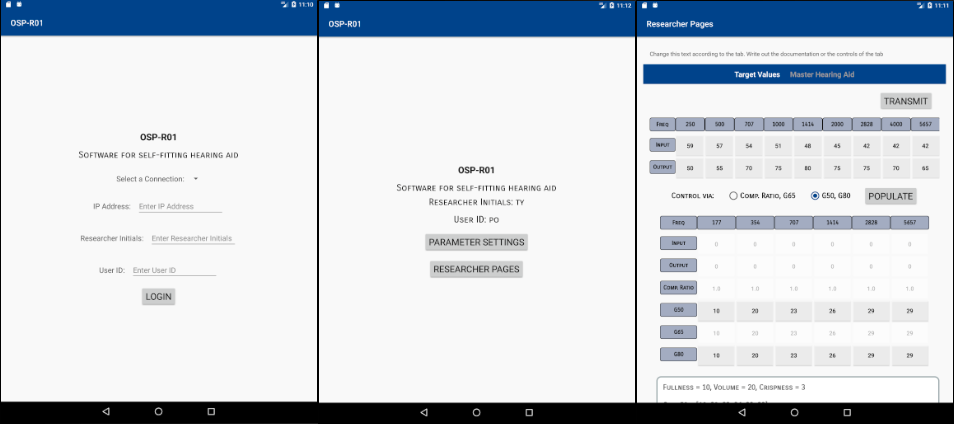 11:10
OSP-R01
OSP-R01
Software for self-fitting hearing aid
Select a Connection:
IP Address: Enter IP Address
Researcher Initials: Enter Researcher Initials
User ID: Enter User ID
LOGIN
11:12
OSP-R01
OSP-R01
Software for self-fitting hearing aid
Researcher Initials: TY
User ID: PO
PARAMETER SETTINGS
RESEARCHER PAGES
11:11
Researcher Pages
Change this text according to the tab. Write out the documentation or the controls of the tab
Target Values Master Hearing Aid
TRANSMIT
Freq 250 500 707 1000 1414 2000 2828 4000 5657
Input 59 57 54 51 48 45 42 42 42
Output 50 55 70 75 80 75 75 70 65
Control via: Comp. Ratio, G65 G50, G80 POPULATE
Freq 177 354 707 1414 2828 5657
Input 0 0 0 0 0 0
Output 0 0 0 0 0 0
Comp. Ratio 1.0 1.0 1.0 1.0 1.0 1.0
G50 10 20 23 26 29 29
G65 10 20 23 26 29 29
G80 10 20 23 26 29 29
Fullness = 10, Volume = 20, Crispness = 3